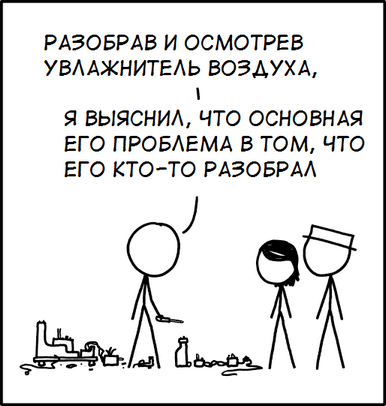 РАЗОБРАВ И ОСМОТРЕВ
УВЛАЖНИТЕЛЬ ВОЗДУХА,
Я ВЫЯСНИЛ, ЧТО ОСНОВНАЯ
ЕГО ПРОБЛЕМА В ТОМ, ЧТО
ЕГО КТО-ТО РАЗОБРАЛ